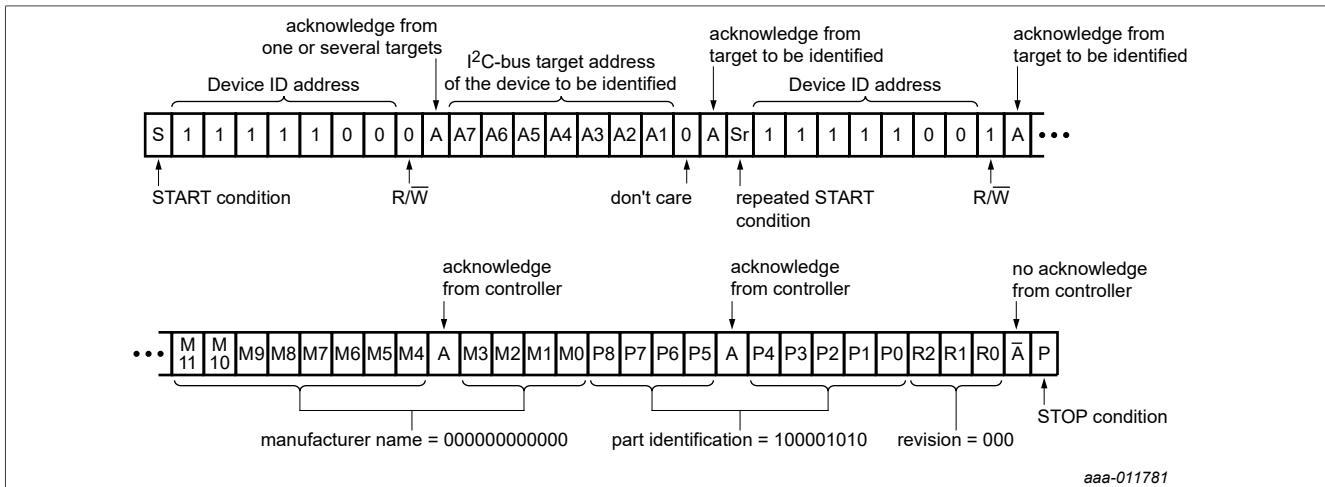 acknowledge from
one or several targets
I²C-bus target address
of the device to be identified
acknowledge from
target to be identified
acknowledge from
target to be identified
Device ID address
Device ID address
S 1 1 1 1 1 0 0 0 A A7 A6 A5 A4 A3 A2 A1 0 A Sr 1 1 1 1 1 0 0 1 A •••
START condition
R/W̅
don't care
repeated START
condition
R/W̅
acknowledge
from controller
acknowledge
from controller
no acknowledge
from controller
••• M11 M10 M9 M8 M7 M6 M5 M4 A M3 M2 M1 M0 P8 P7 P6 P5 A P4 P3 P2 P1 P0 R2 R1 R0 A̅ P
STOP condition
manufacturer name = 000000000000
part identification = 100001010
revision = 000
aaa-011781